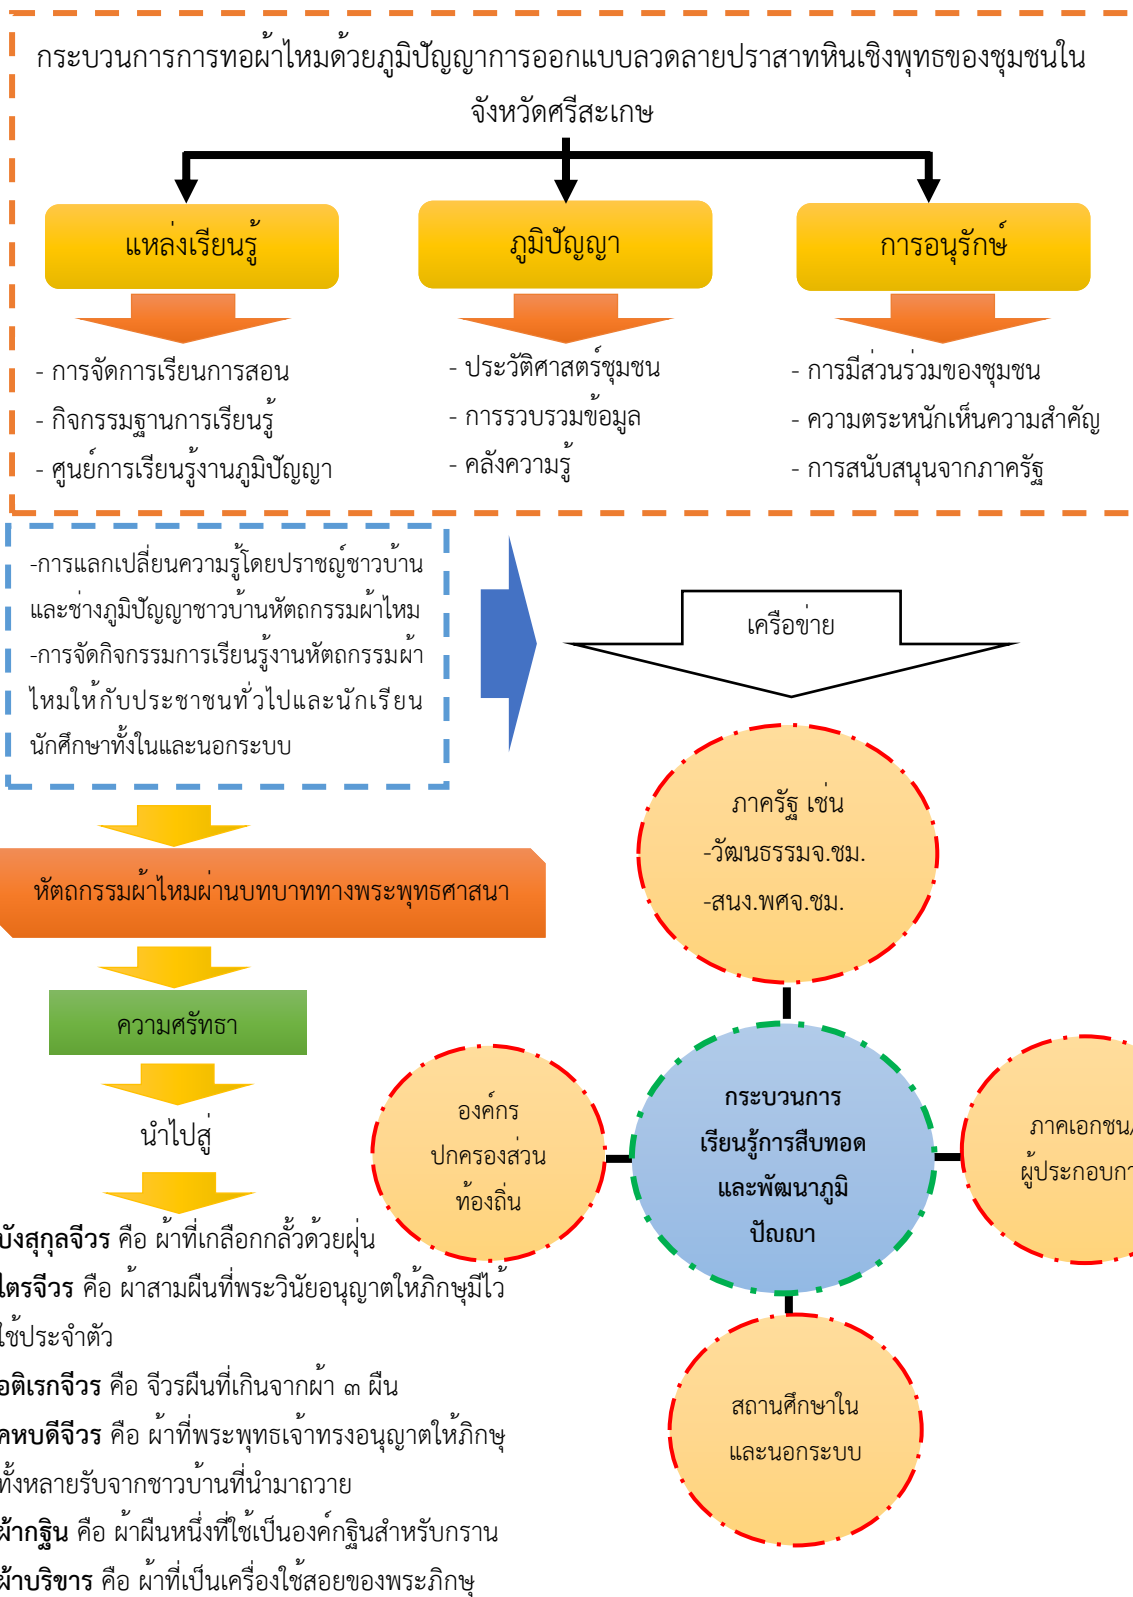 กระบวนการการทอผ้าไหมด้วยภูมิปัญญาการออกแบบลวดลายปราสาทหินเชิงพุทธของชุมชนใน
จังหวัดศรีสะเกษ
แหล่งเรียนรู้
ภูมิปัญญา
การอนุรักษ์
- การจัดการเรียนการสอน
- กิจกรรมฐานการเรียนรู้
- ศูนย์การเรียนรู้งานภูมิปัญญา
- ประวัติศาสตร์ชุมชน
- การรวบรวมข้อมูล
- คลังความรู้
- การมีส่วนร่วมของชุมชน
- ความตระหนักเห็นความสำคัญ
- การสนับสนุนจากภาครัฐ
-การแลกเปลี่ยนความรู้โดยปราชญ์ชาวบ้าน
และช่างภูมิปัญญาชาวบ้านหัตถกรรมผ้าไหม
-การจัดกิจกรรมการเรียนรู้งานหัตถกรรมผ้า
ไหมให้กับประชาชนทั่วไปและนักเรียน
นักศึกษาทั้งในและนอกระบบ
เครือข่าย
ภาครัฐ เช่น
-วัฒนธรรมจ.ชม.
-สนง.พศจ.ชม.
หัตถกรรมผ้าไหมผ่านบทบาททางพระพุทธศาสนา
ความศรัทธา
นำไปสู่
องค์กร
ปกครองส่วน
ท้องถิ่น
กระบวนการ
เรียนรู้การสืบทอด
และพัฒนาภูมิ
ปัญญา
ภาคเอกชน/
ผู้ประกอบกา
สถานศึกษาใน
และนอกระบบ
บังสุกุลจีวร คือ ผ้าที่เกลือกกลั้วด้วยฝุ่น
ไตรจีวร คือ ผ้าสามผืนที่พระวินัยอนุญาตให้ภิกษุมีไว้
ใช้ประจำตัว
อติเรกจีวร คือ จีวรผืนที่เกินจากผ้า ๓ ผืน
คหบดีจีวร คือ ผ้าที่พระพุทธเจ้าทรงอนุญาตให้ภิกษุ
ทั้งหลายรับจากชาวบ้านที่นำมาถวาย
ผ้ากฐิน คือ ผ้าผืนหนึ่งที่ใช้เป็นองค์กฐินสำหรับกราน
ผ้าบริขาร คือ ผ้าที่เป็นเครื่องใช้สอยของพระภิกษุ